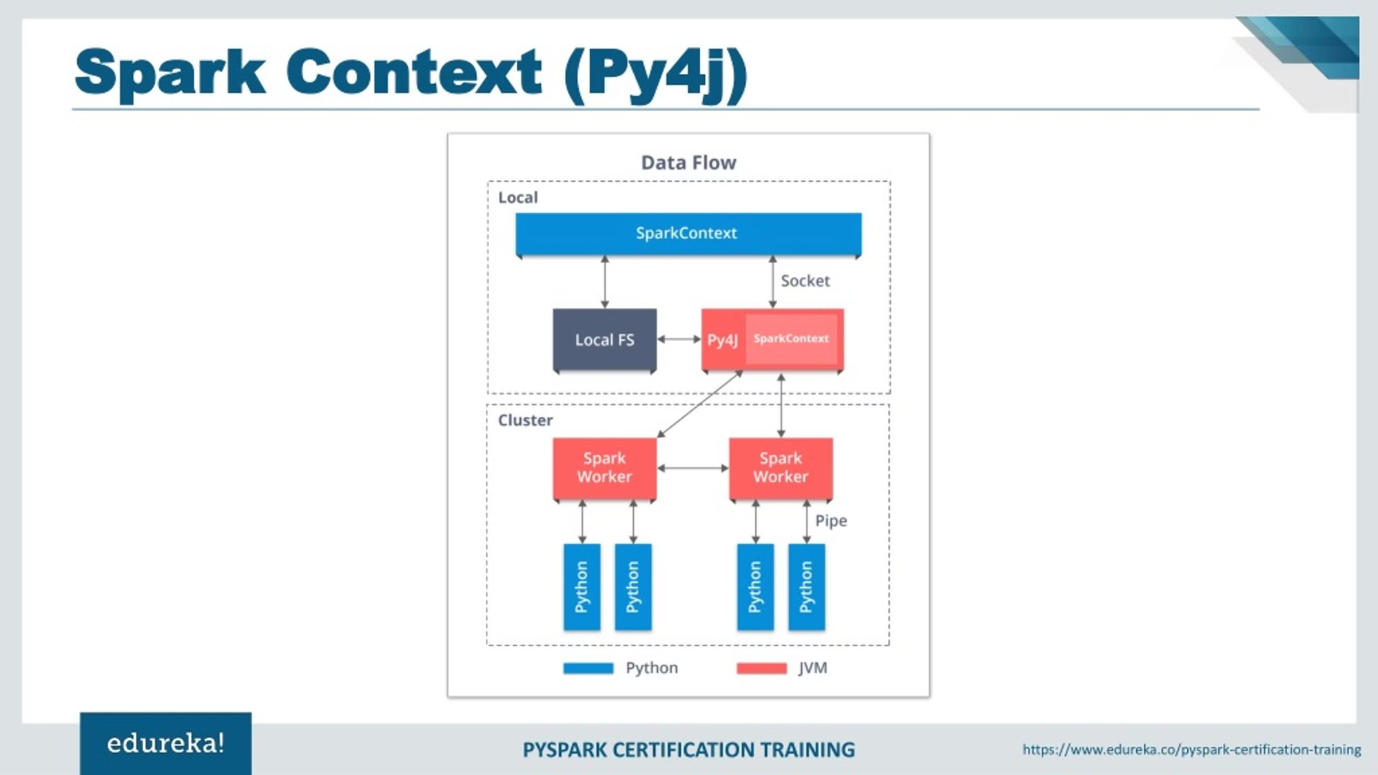 Spark Context (Py4j)
Data Flow
Local
SparkContext
Socket
Local FS
Py4J
SparkContext
Cluster
Spark
Worker
Spark
Worker
Pipe
Python
Python
Python
Python
Python
JVM
edureka!
PYSPARK CERTIFICATION TRAINING
https://www.edureka.co/pyspark-certification-training